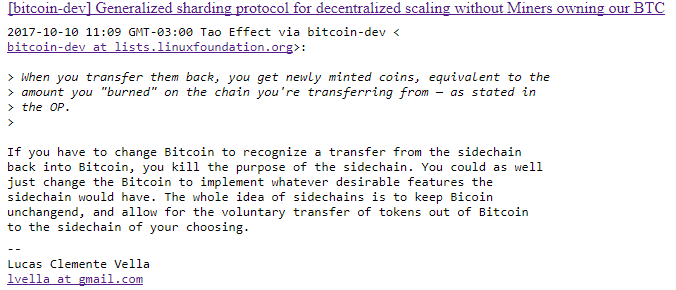 [bitcoin-dev] Generalized sharding protocol for decentralized scaling without Miners owning our BTC
2017-10-10 11:09 GMT-03:00 Tao Effect via bitcoin-dev <
bitcoin-dev at lists.linuxfoundation.org>:
> When you transfer them back, you get newly minted coins, equivalent to the
> amount you "burned" on the chain you're transferring from — as stated in
> the OP.
>
If you have to change Bitcoin to recognize a transfer from the sidechain
back into Bitcoin, you kill the purpose of the sidechain. You could as well
just change the Bitcoin to implement whatever desirable features the
sidechain would have. The whole idea of sidechains is to keep Bicoin
unchangend, and allow for the voluntary transfer of tokens out of Bitcoin
to the sidechain of your choosing.
--
Lucas Clemente Vella
lvella at gmail.com